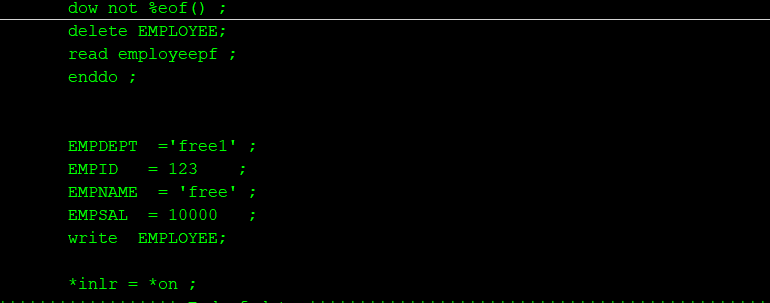 dow not %eof() ;
delete EMPLOYEE;
read employeepf ;
enddo ;
EMPDEPT  ='free1' ;
EMPID   = 123    ;
EMPNAME  = 'free' ;
EMPSAL  = 10000   ;
write  EMPLOYEE;
*inlr = *on ;